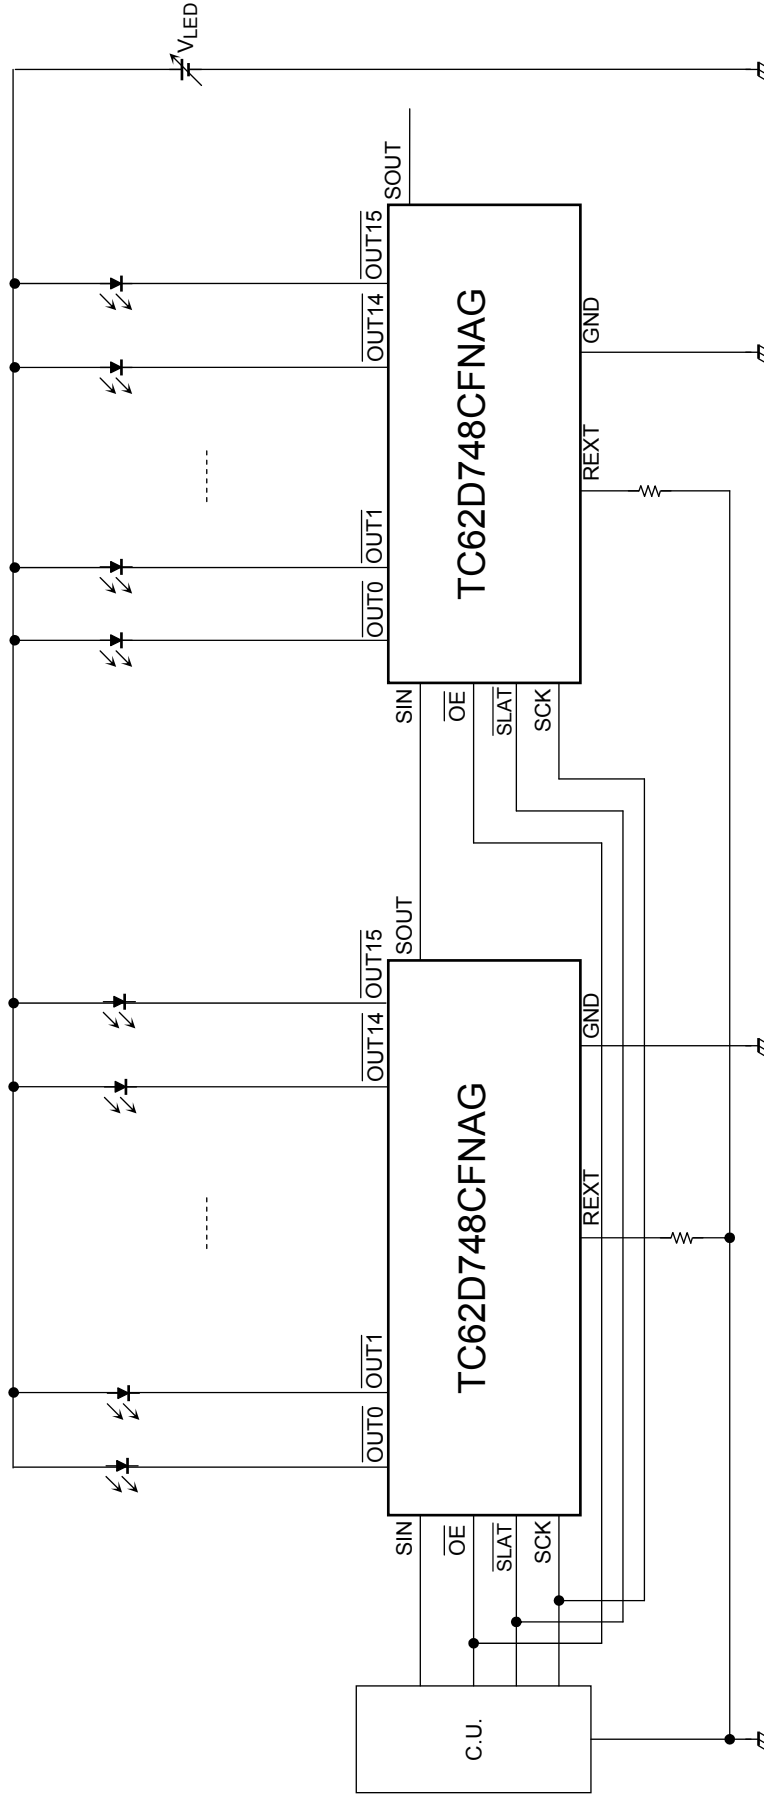 VLED
SOUT
OUT15
OUT14
OUT1
OUT0
TC62D748CFNAG
GND
REXT
SIN
OE
SLAT
SCK
SOUT
OUT15
OUT14
OUT1
OUT0
TC62D748CFNAG
GND
REXT
SIN
OE
SLAT
SCK
C.U.